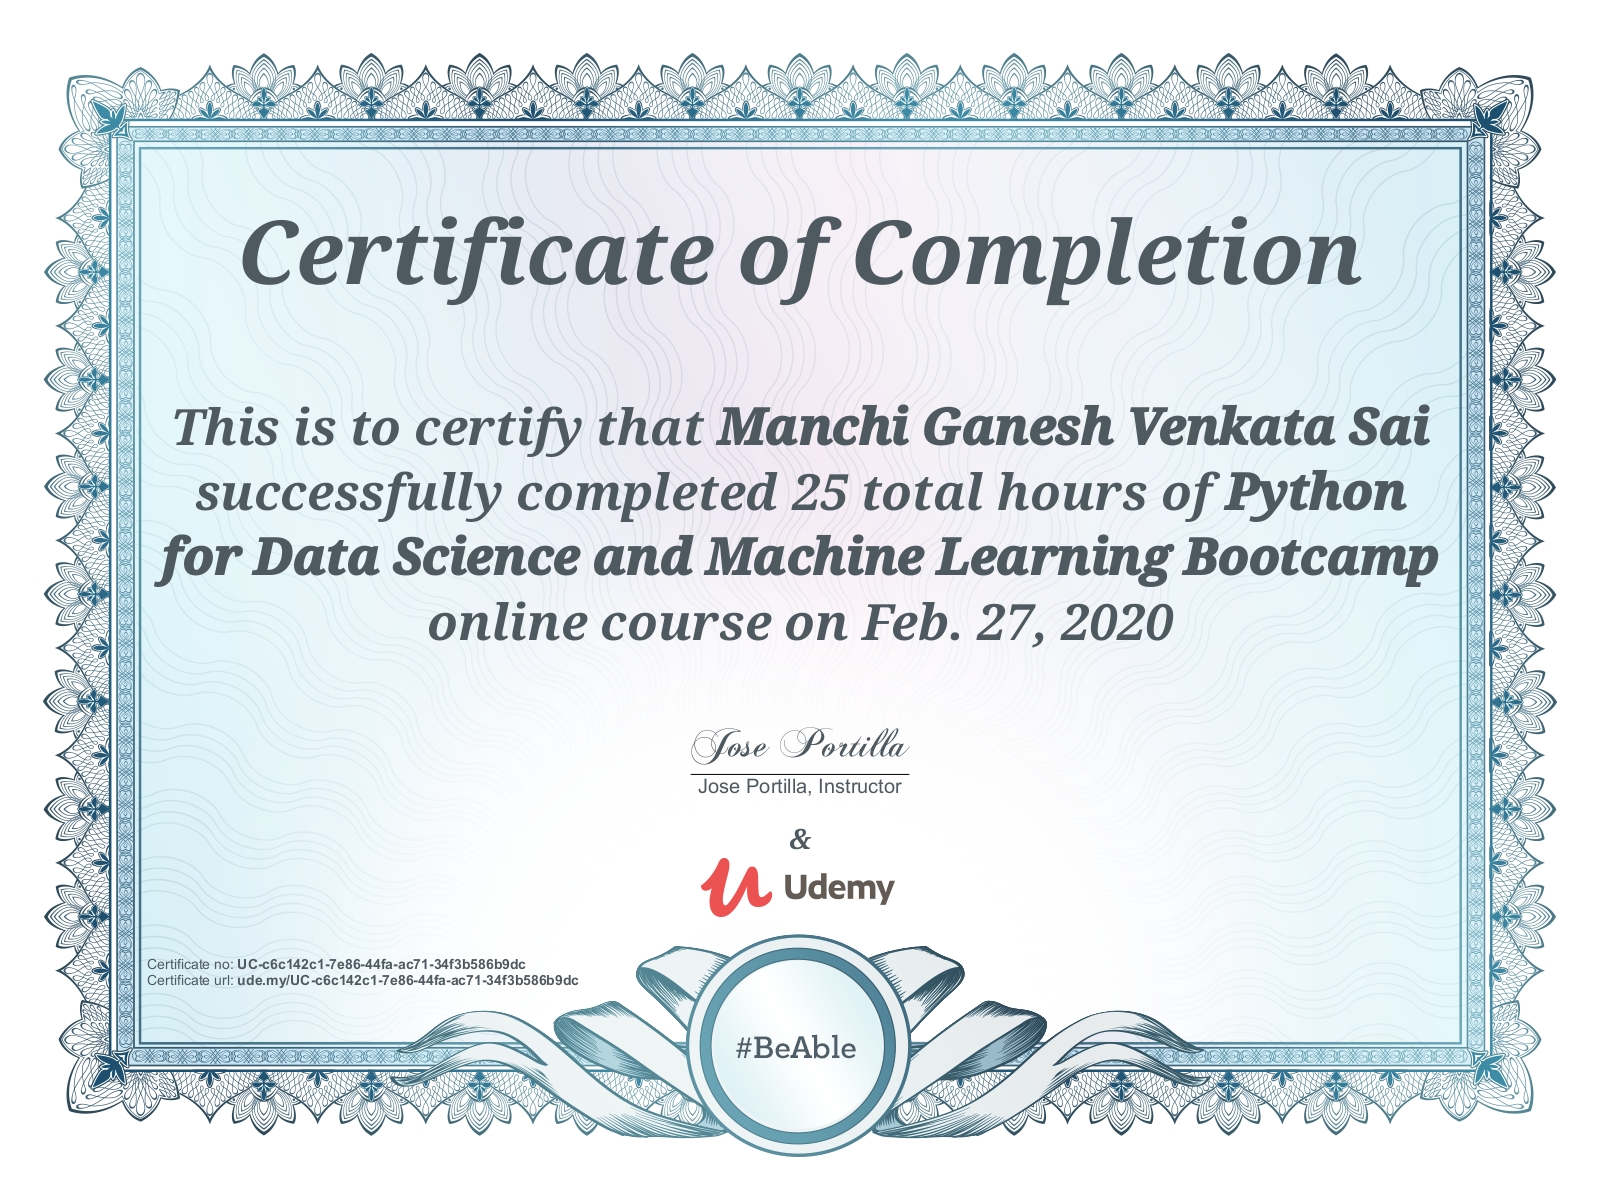 Certificate of Completion
This is to certify that Manchi Ganesh Venkata Sai
successfully completed 25 total hours of Python
for Data Science and Machine Learning Bootcamp
online course on Feb. 27, 2020
Jose Portilla
Jose Portilla, Instructor
&
Udemy
Certificate no: UC-c6c142c1-7e86-44fa-ac71-34f3b586b9dc
Certificate url: ude.my/UC-c6c142c1-7e86-44fa-ac71-34f3b586b9dc
#BeAble